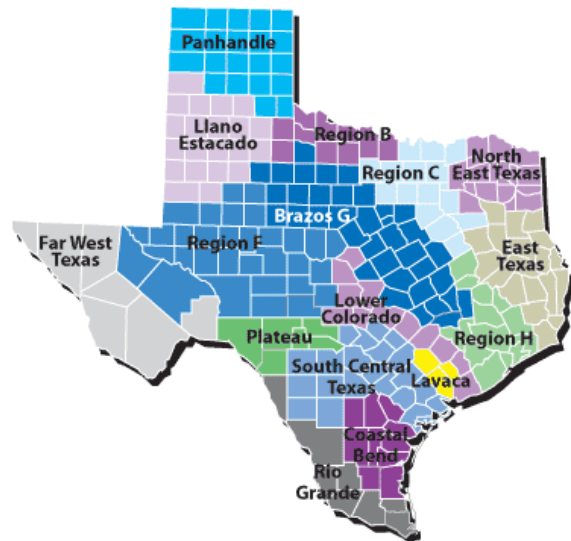 Panhandle
Llano
Estacado
Region B
Region C
North
East Texas
Brazos G
Far West
Texas
Region F
East
Texas
Lower
Colorado
Plateau
Region H
South Central
Texas
Lavaca
Coastal
Bend
Rio
Grande